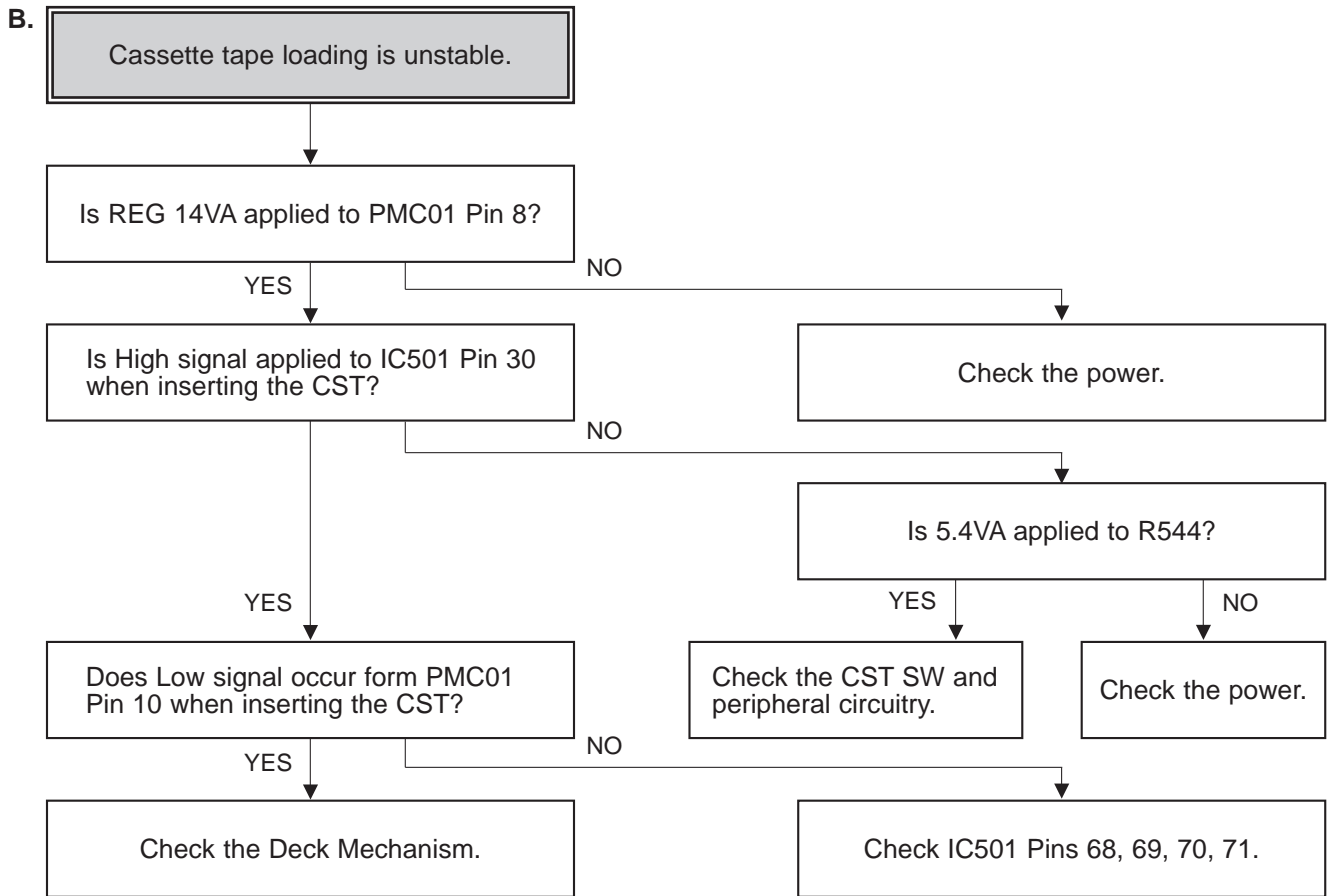 B.
Cassette tape loading is unstable.
Is REG 14VA applied to PMC01 Pin 8?
YES
NO
Is High signal applied to IC501 Pin 30
when inserting the CST?
Check the power.
NO
Is 5.4VA applied to R544?
YES
YES
NO
Does Low signal occur form PMC01
Pin 10 when inserting the CST?
Check the CST SW and
peripheral circuitry.
Check the power.
YES
NO
Check the Deck Mechanism.
Check IC501 Pins 68, 69, 70, 71.